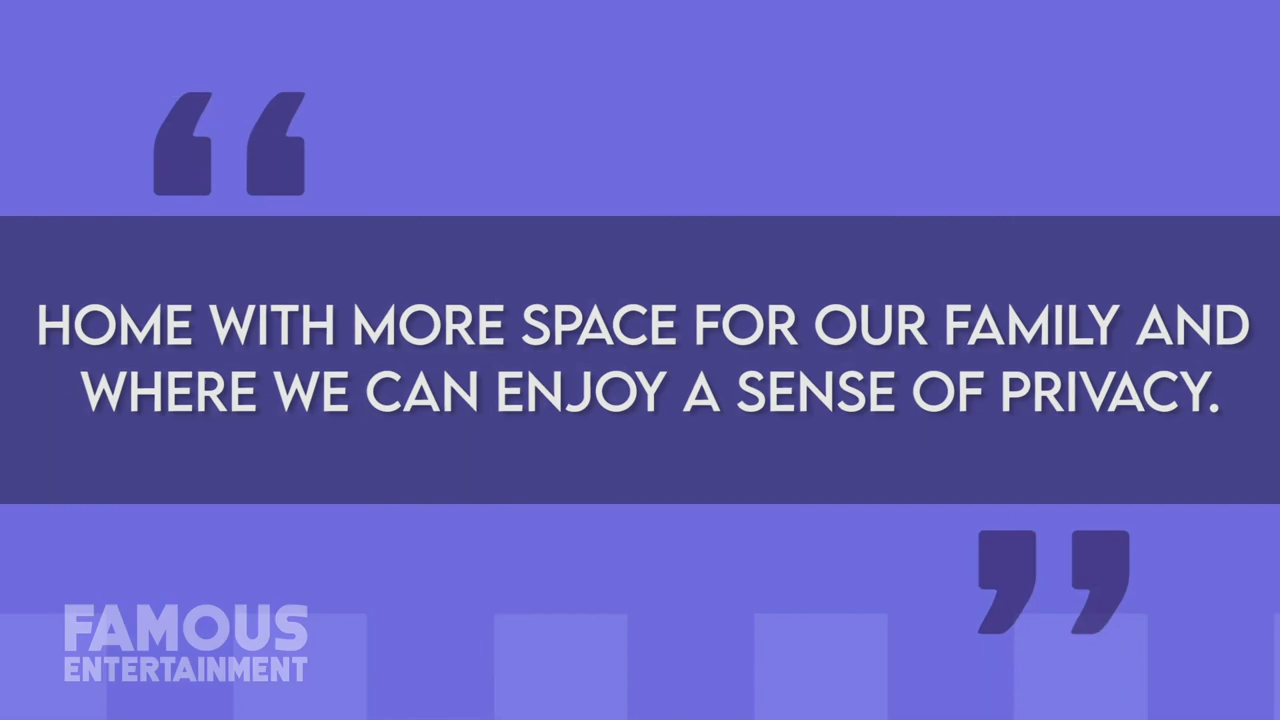 “
HOME WITH MORE SPACE FOR OUR FAMILY AND
WHERE WE CAN ENJOY A SENSE OF PRIVACY.
”
FAMOUS
ENTERTAINMENT